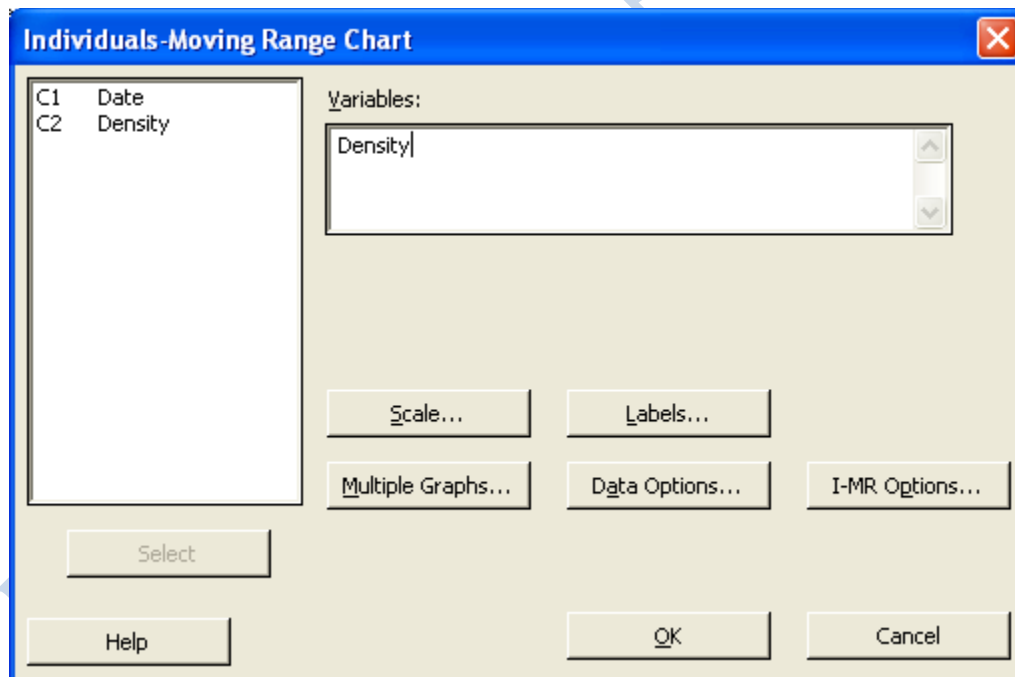 Individuals-Moving Range Chart
C1 Date
C2 Density
Variables:
Density
Scale...
Labels...
Multiple Graphs...
Data Options...
I-MR Options...
Select
Help
OK
Cancel